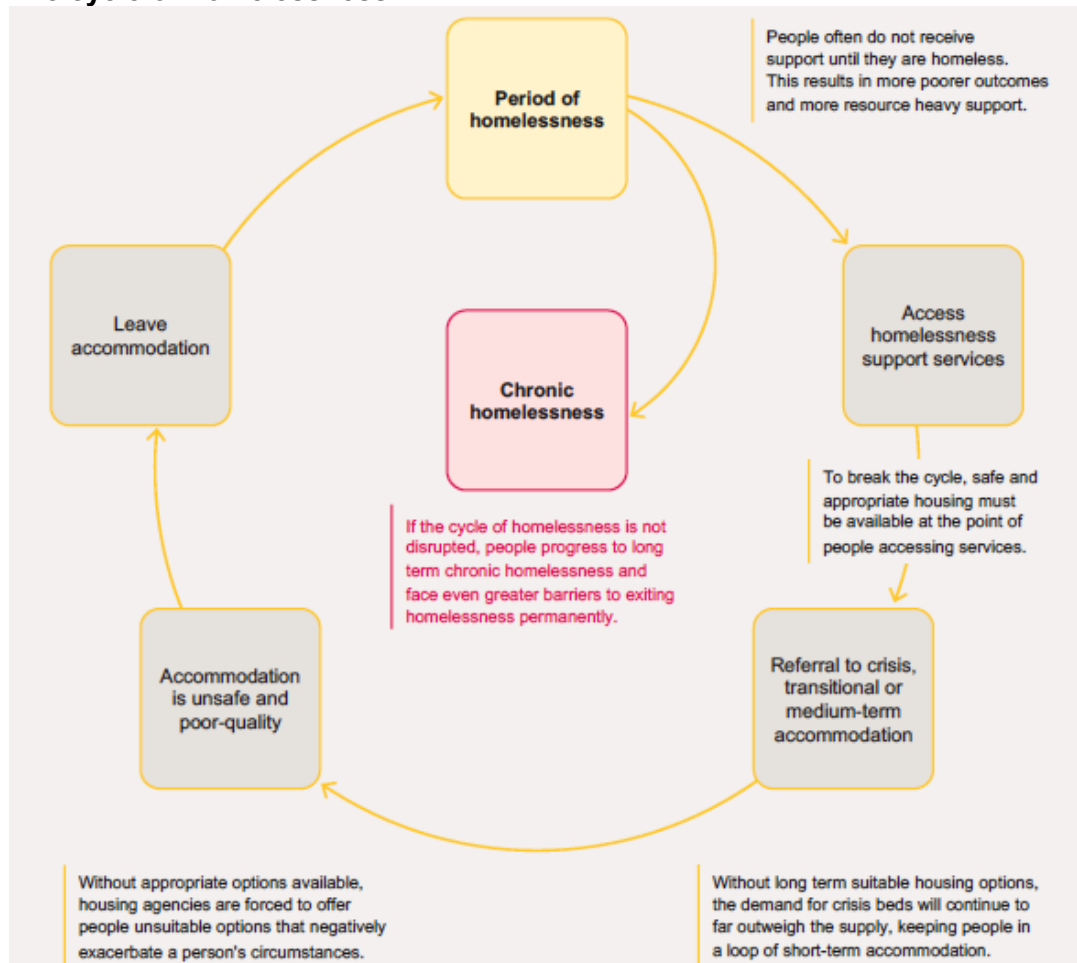 People often do not receive
support until they are homeless.
This results in more poorer outcomes
and more resource heavy support.
Period of
homelessness
Access
homelessness
support services
Leave
accommodation
Chronic
homelessness
To break the cycle, safe and
appropriate housing must
be available at the point of
people accessing services.
If the cycle of homelessness is not
disrupted, people progress to long
term chronic homelessness and
face even greater barriers to exiting
homelessness permanently.
Referral to crisis,
transitional or
medium-term
accommodation
Accommodation
is unsafe and
poor-quality
Without appropriate options available,
housing agencies are forced to offer
people unsuitable options that negatively
exacerbate a person's circumstances.
Without long term suitable housing options,
the demand for crisis beds will continue to
far outweigh the supply, keeping people in
a loop of short-term accommodation.